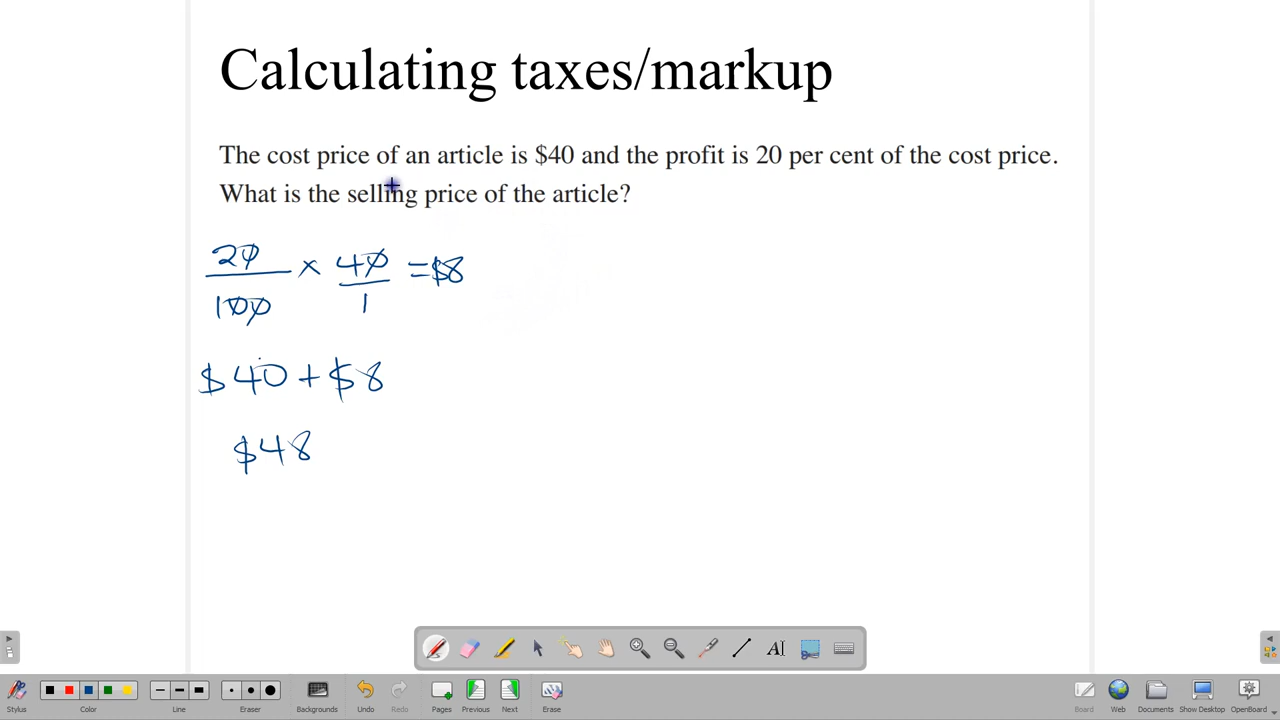 Calculating taxes/markup
The cost price of an article is $40 and the profit is 20 per cent of the cost price.
What is the selling price of the article?
20/100 × 40/1 = $8
$40 + $8
$48
Stylus Color Line Eraser Backgrounds Undo Redo Pages Previous Next Erase Board Web Documents Show Desktop OpenBoard